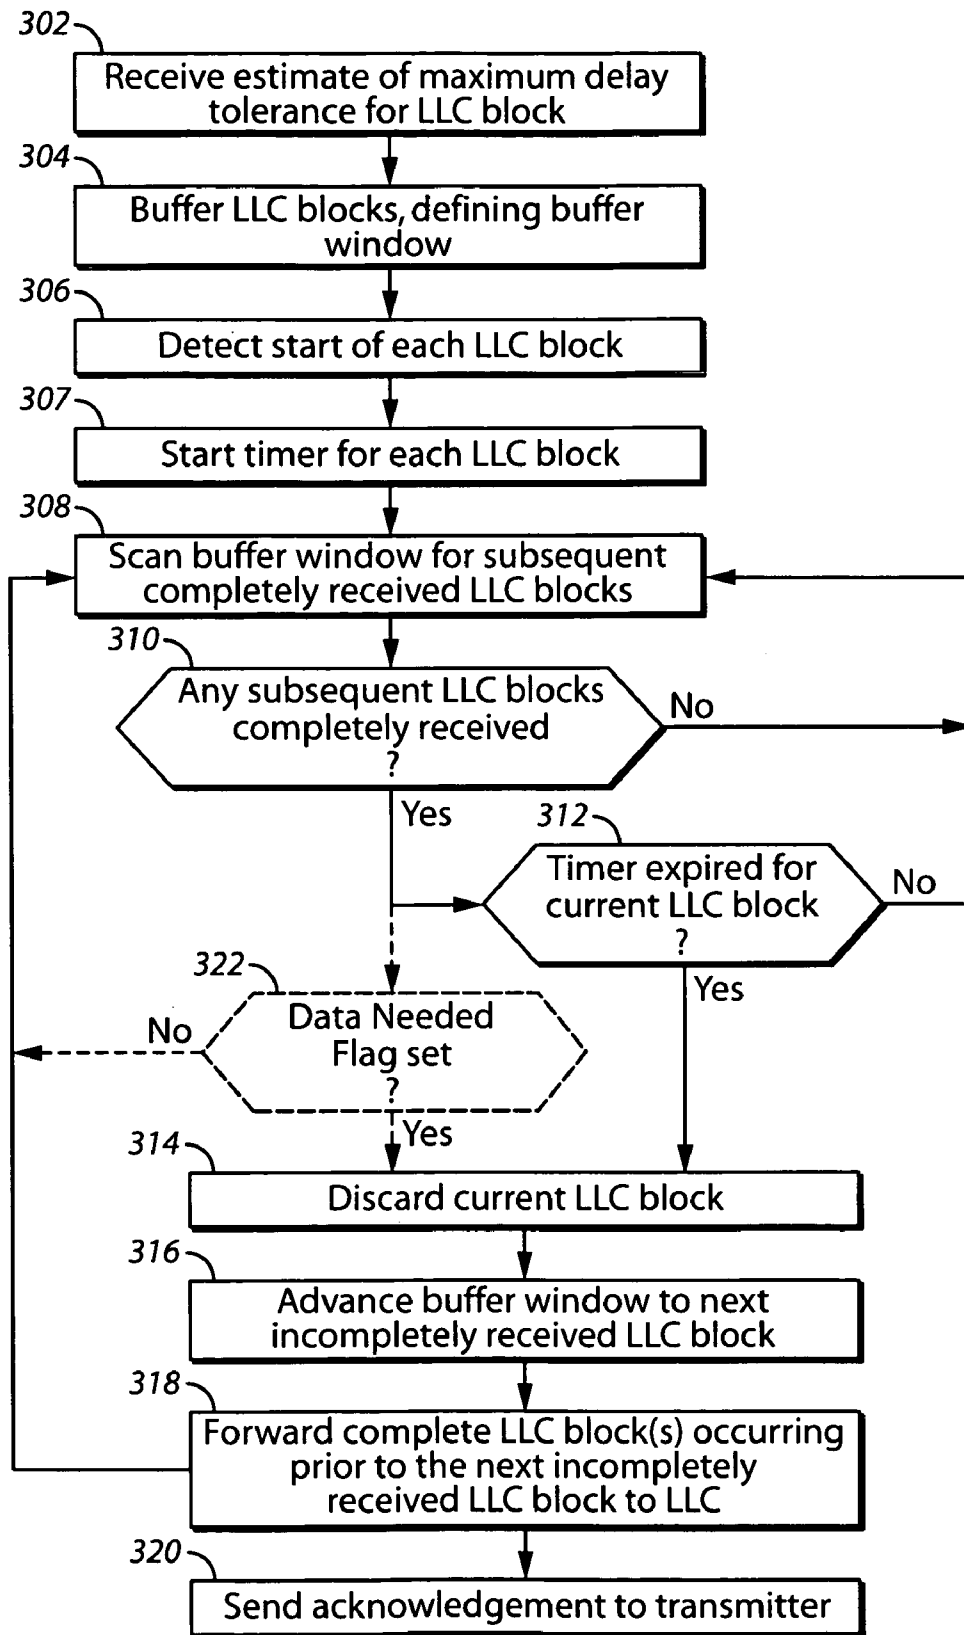 302
Receive estimate of maximum delay
tolerance for LLC block
304
Buffer LLC blocks, defining buffer
window
306
Detect start of each LLC block
307
Start timer for each LLC block
308
Scan buffer window for subsequent
completely received LLC blocks
310
Any subsequent LLC blocks
completely received
?
No
Yes
312
Timer expired for
current LLC block
?
No
Yes
322
Data Needed
Flag set
?
No
Yes
314
Discard current LLC block
316
Advance buffer window to next
incompletely received LLC block
318
Forward complete LLC block(s) occurring
prior to the next incompletely
received LLC block to LLC
320
Send acknowledgement to transmitter